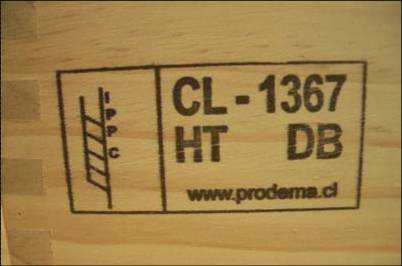 IPPC
CL - 1367
HT DB
www.prodema.cl